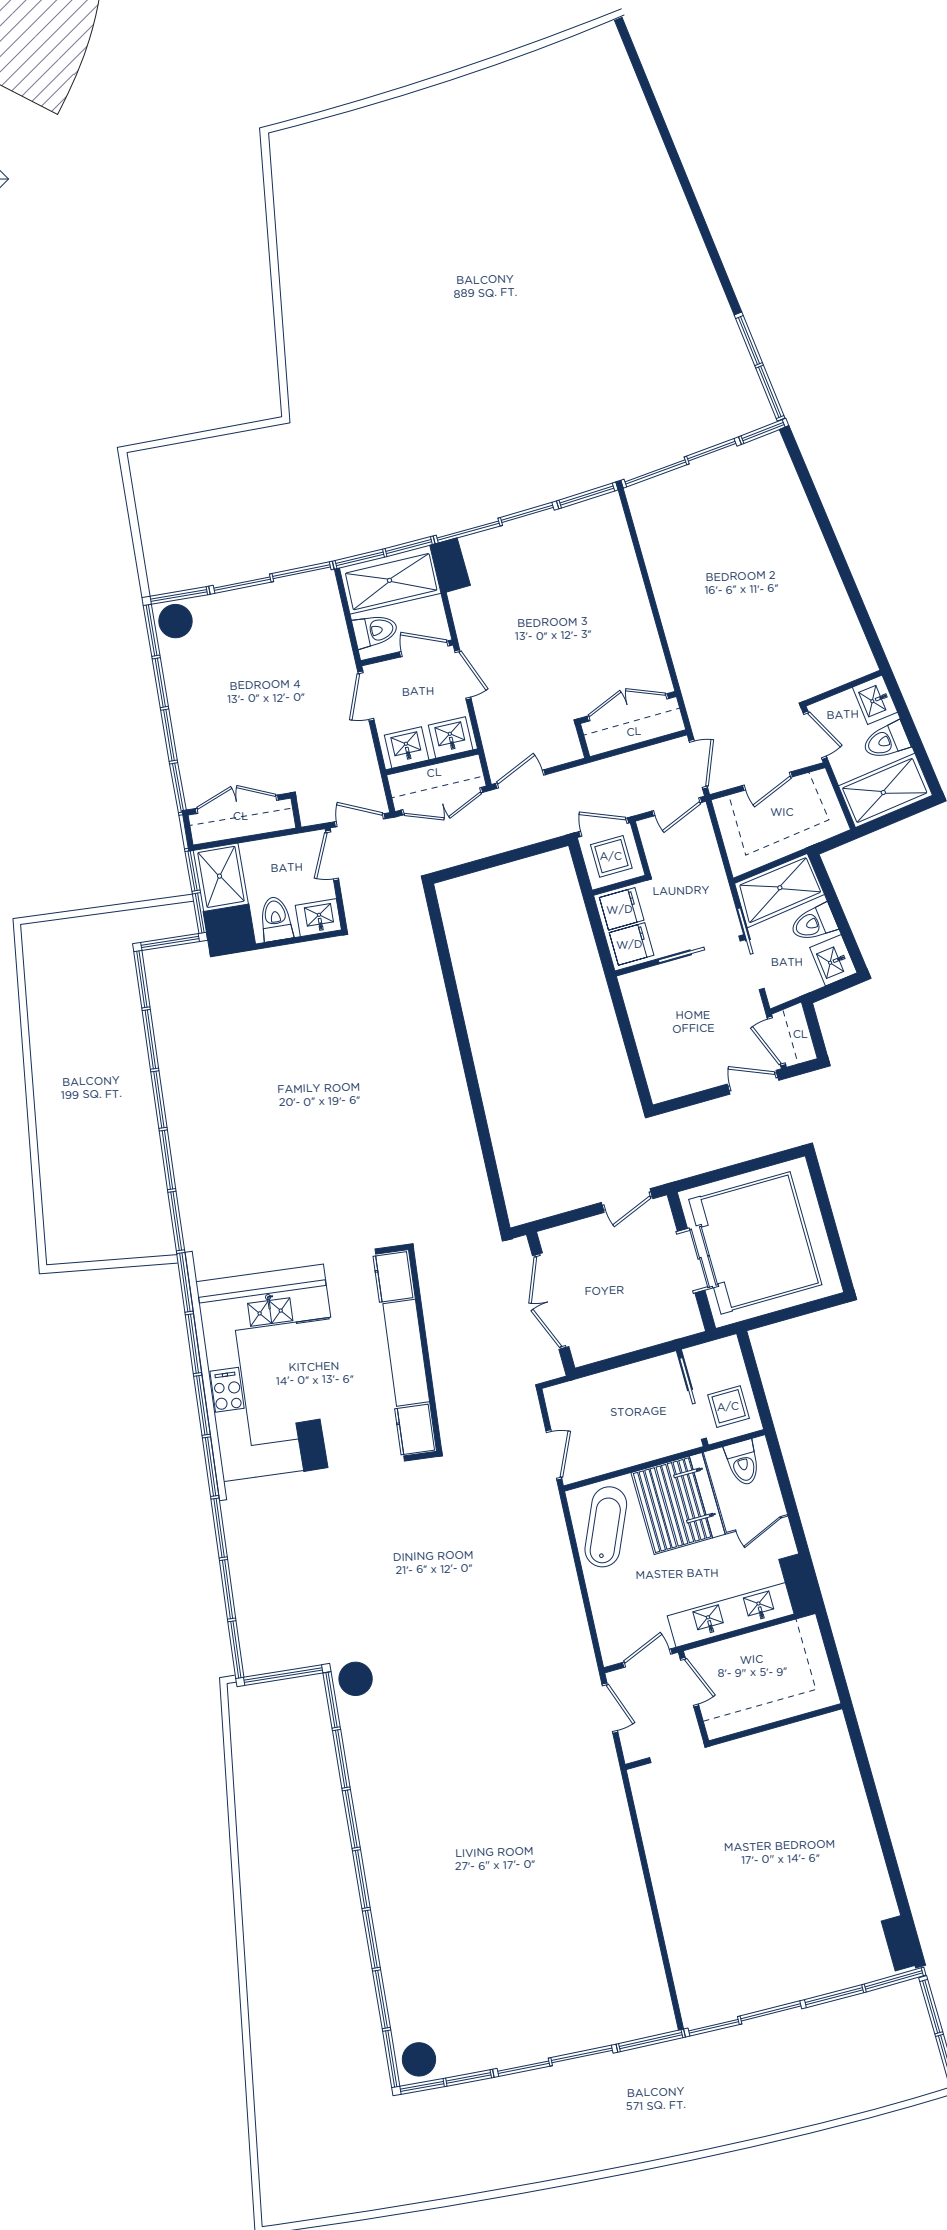 BALCONY
889 SQ. FT.
BEDROOM 2
16'- 6" x 11'- 6"
BEDROOM 3
13'- 0" x 12'- 3"
BEDROOM 4
13'- 0" x 12'- 0"
BATH
BATH
CL
CL
CL
WIC
A/C
BATH
LAUNDRY
W/D
W/D
BATH
HOME
OFFICE
CL
BALCONY
199 SQ. FT.
FAMILY ROOM
20'- 0" x 19'- 6"
FOYER
KITCHEN
14'- 0" x 13'- 6"
STORAGE
A/C
DINING ROOM
21'- 6" x 12'- 0"
MASTER BATH
WIC
8'- 9" x 5'- 9"
LIVING ROOM
27'- 6" x 17'- 0"
MASTER BEDROOM
17'- 0" x 14'- 6"
BALCONY
571 SQ. FT.